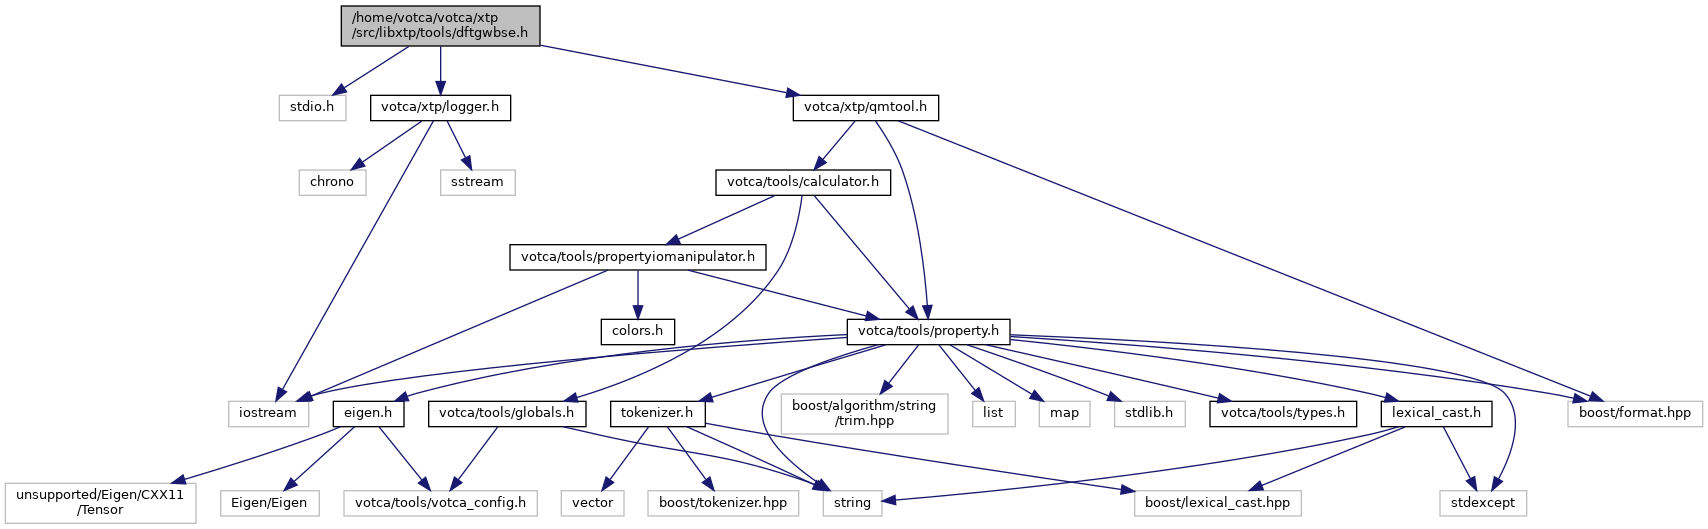 /home/votca/votca/xtp
/src/libxtp/tools/dftgwbse.h
stdio.h
votca/xtp/logger.h
votca/xtp/qmtool.h
chrono
sstream
votca/tools/calculator.h
votca/tools/propertyiomanipulator.h
colors.h
votca/tools/property.h
iostream
eigen.h
votca/tools/globals.h
tokenizer.h
boost/algorithm/string
/trim.hpp
list
map
stdlib.h
votca/tools/types.h
lexical_cast.h
boost/format.hpp
unsupported/Eigen/CXX11
/Tensor
Eigen/Eigen
votca/tools/votca_config.h
vector
boost/tokenizer.hpp
string
boost/lexical_cast.hpp
stdexcept